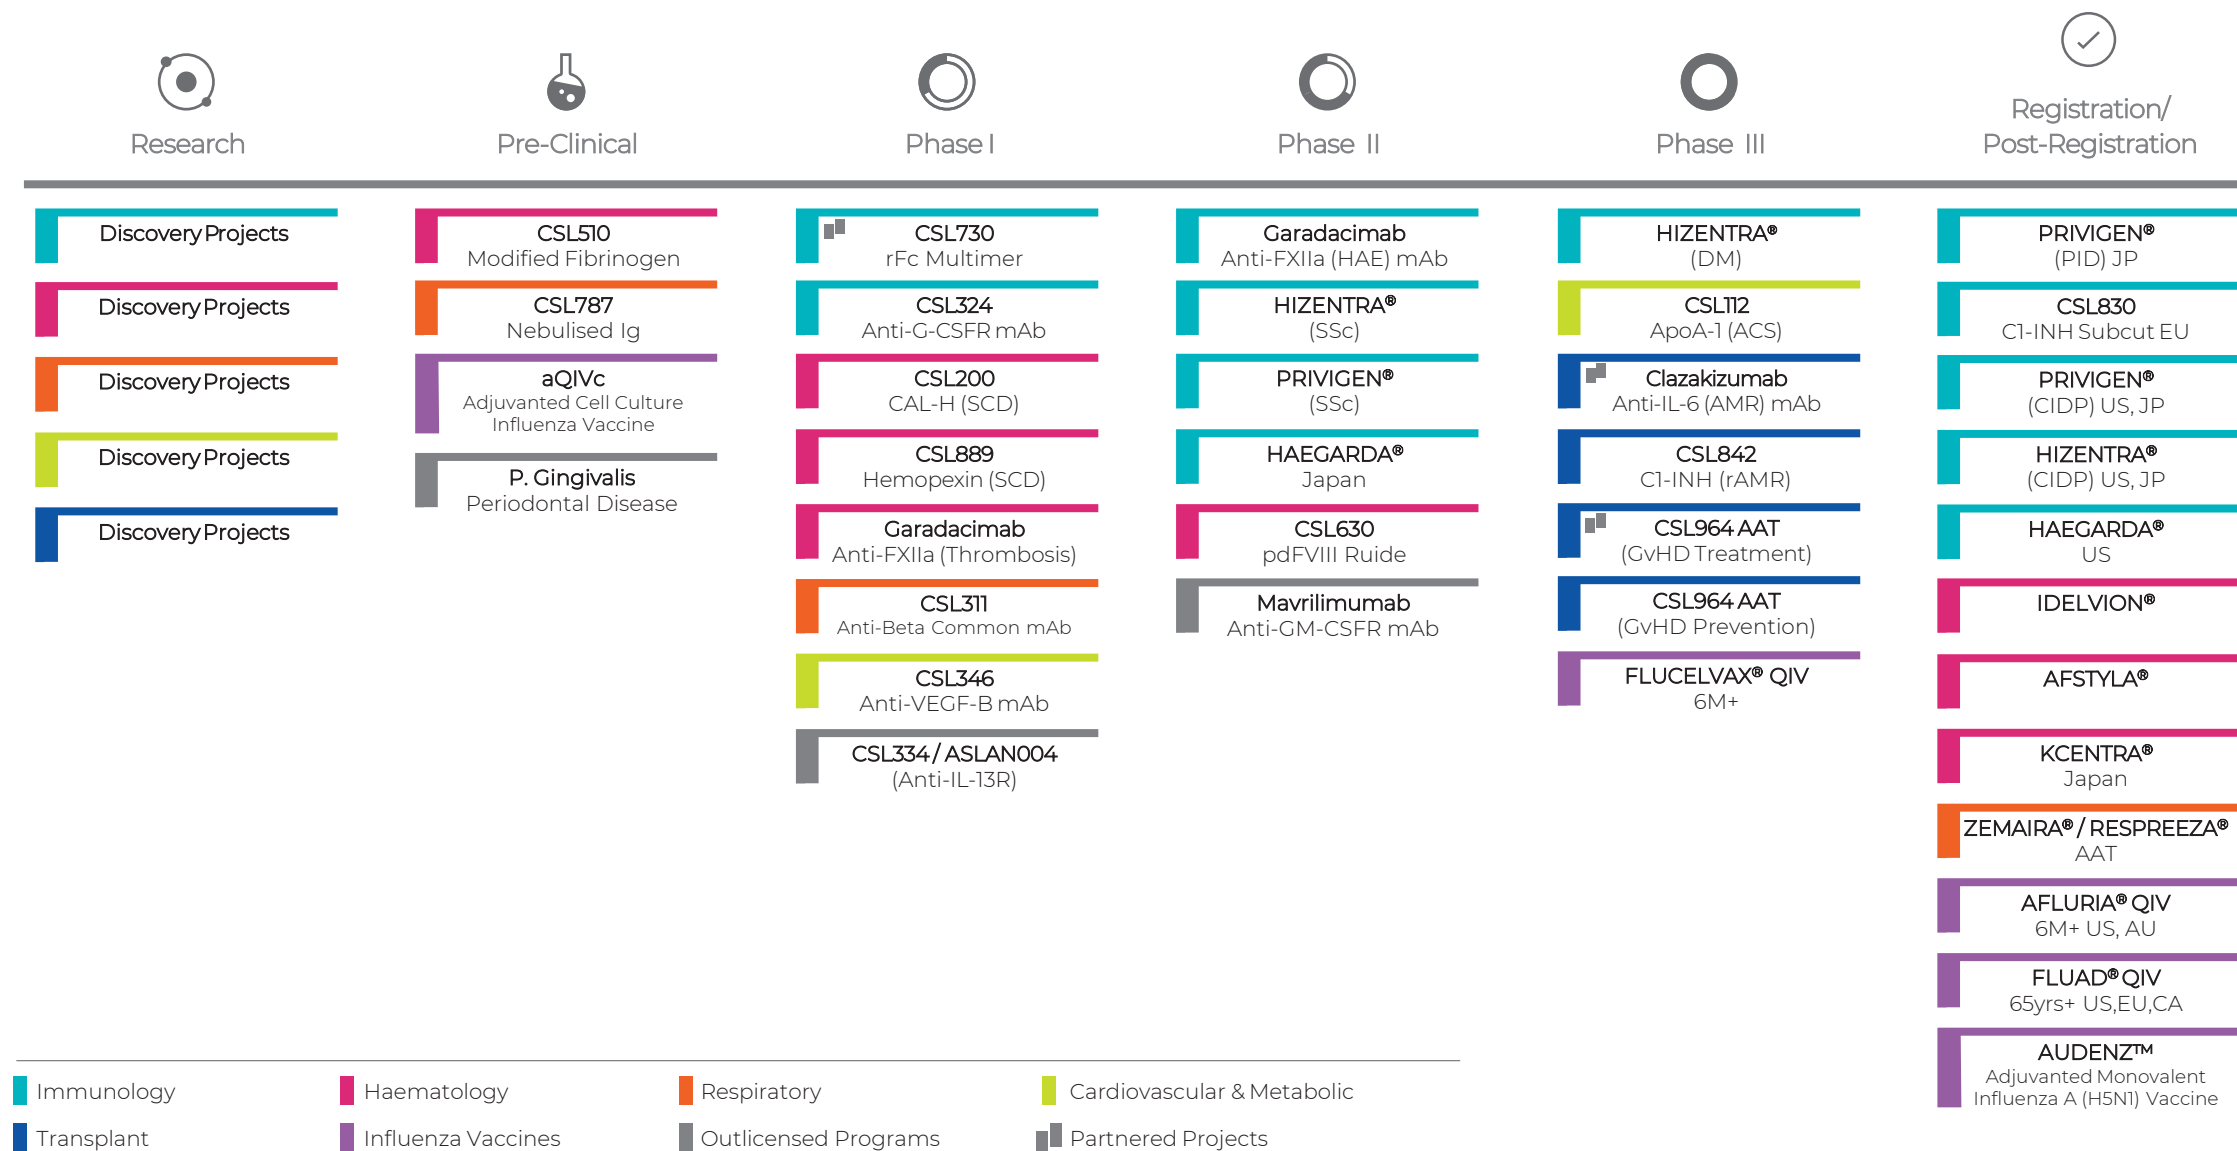 Research
Pre-Clinical
Phase I
Phase II
Phase III
Registration/
Post-Registration
Discovery Projects
Discovery Projects
Discovery Projects
Discovery Projects
Discovery Projects
CSL510
Modified Fibrinogen
CSL787
Nebulised Ig
aQIVc
Adjuvanted Cell Culture
Influenza Vaccine
P. Gingivalis
Periodontal Disease
CSL730
rFc Multimer
CSL324
Anti-G-CSFR mAb
CSL200
CAL-H (SCD)
CSL889
Hemopexin (SCD)
Garadacimab
Anti-FXIIa (Thrombosis)
CSL311
Anti-Beta Common mAb
CSL346
Anti-VEGF-B mAb
CSL334 / ASLAN004
(Anti-IL-13R)
Garadacimab
Anti-FXIIa (HAE) mAb
HIZENTRA®
(SSc)
PRIVIGEN®
(SSc)
HAEGARDA®
Japan
CSL630
pdFVIII Ruide
Mavrilimumab
Anti-GM-CSFR mAb
HIZENTRA®
(DM)
CSL112
ApoA-1 (ACS)
Clazakizumab
Anti-IL-6 (AMR) mAb
CSL842
C1-INH (rAMR)
CSL964 AAT
(GvHD Treatment)
CSL964 AAT
(GvHD Prevention)
FLUCELVAX® QIV
6M+
PRIVIGEN®
(PID) JP
CSL830
C1-INH Subcut EU
PRIVIGEN®
(CIDP) US, JP
HIZENTRA®
(CIDP) US, JP
HAEGARDA®
US
IDELVION®
AFSTYLA®
KCENTRA®
Japan
ZEMAIRA® / RESPREEZA®
AAT
AFLURIA® QIV
6M+ US, AU
FLUAD® QIV
65yrs+ US,EU,CA
AUDENZ™
Adjuvanted Monovalent
Influenza A (H5N1) Vaccine
Immunology
Haematology
Respiratory
Cardiovascular & Metabolic
Transplant
Influenza Vaccines
Outlicensed Programs
Partnered Projects